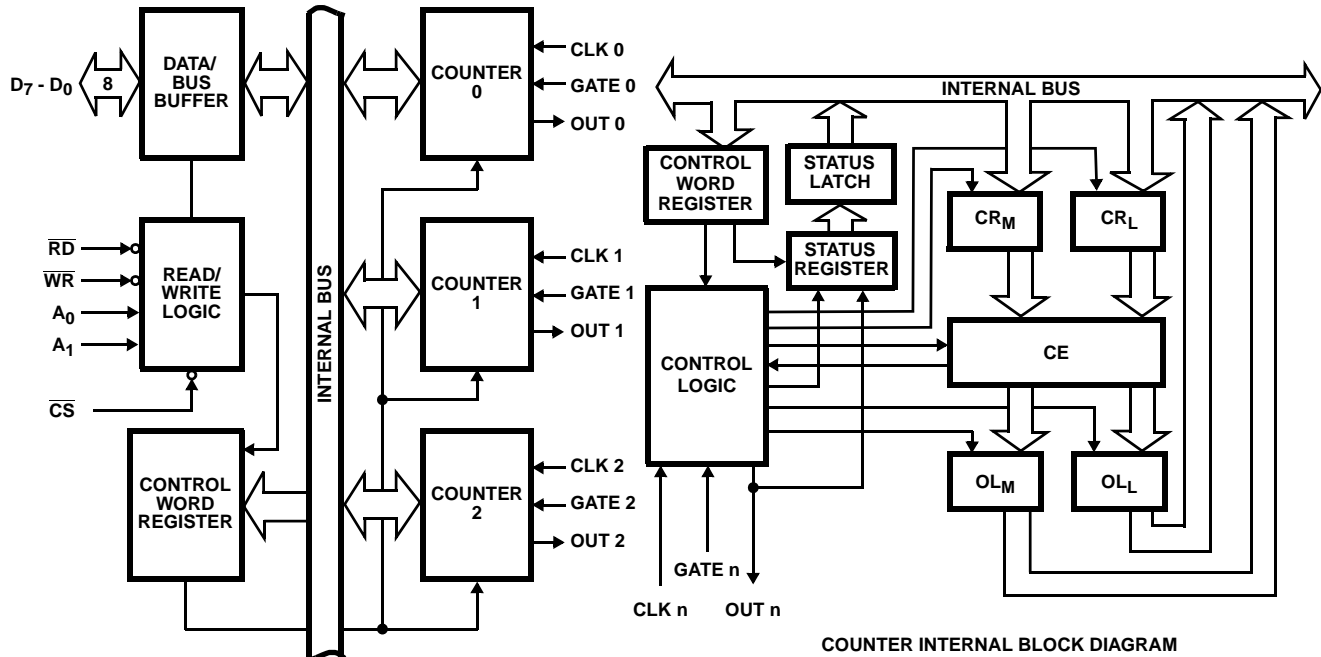 D7 - D0
8
DATA/
BUS
BUFFER
RD
WR
A0
A1
CS
READ/
WRITE
LOGIC
CONTROL
WORD
REGISTER
INTERNAL BUS
COUNTER
0
CLK 0
GATE 0
OUT 0
COUNTER
1
CLK 1
GATE 1
OUT 1
COUNTER
2
CLK 2
GATE 2
OUT 2
INTERNAL BUS
CONTROL
WORD
REGISTER
STATUS
LATCH
STATUS
REGISTER
CRM
CRL
CONTROL
LOGIC
CE
OLM
OLL
GATE n
CLK n
OUT n
COUNTER INTERNAL BLOCK DIAGRAM